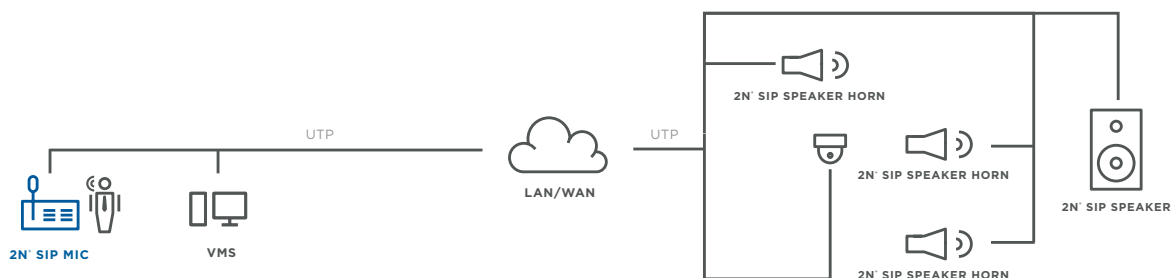 2N° SIP SPEAKER HORN
UTP
UTP
2N° SIP SPEAKER HORN
LAN/WAN
2N° SIP SPEAKER
2N° SIP MIC
VMS
2N° SIP SPEAKER HORN